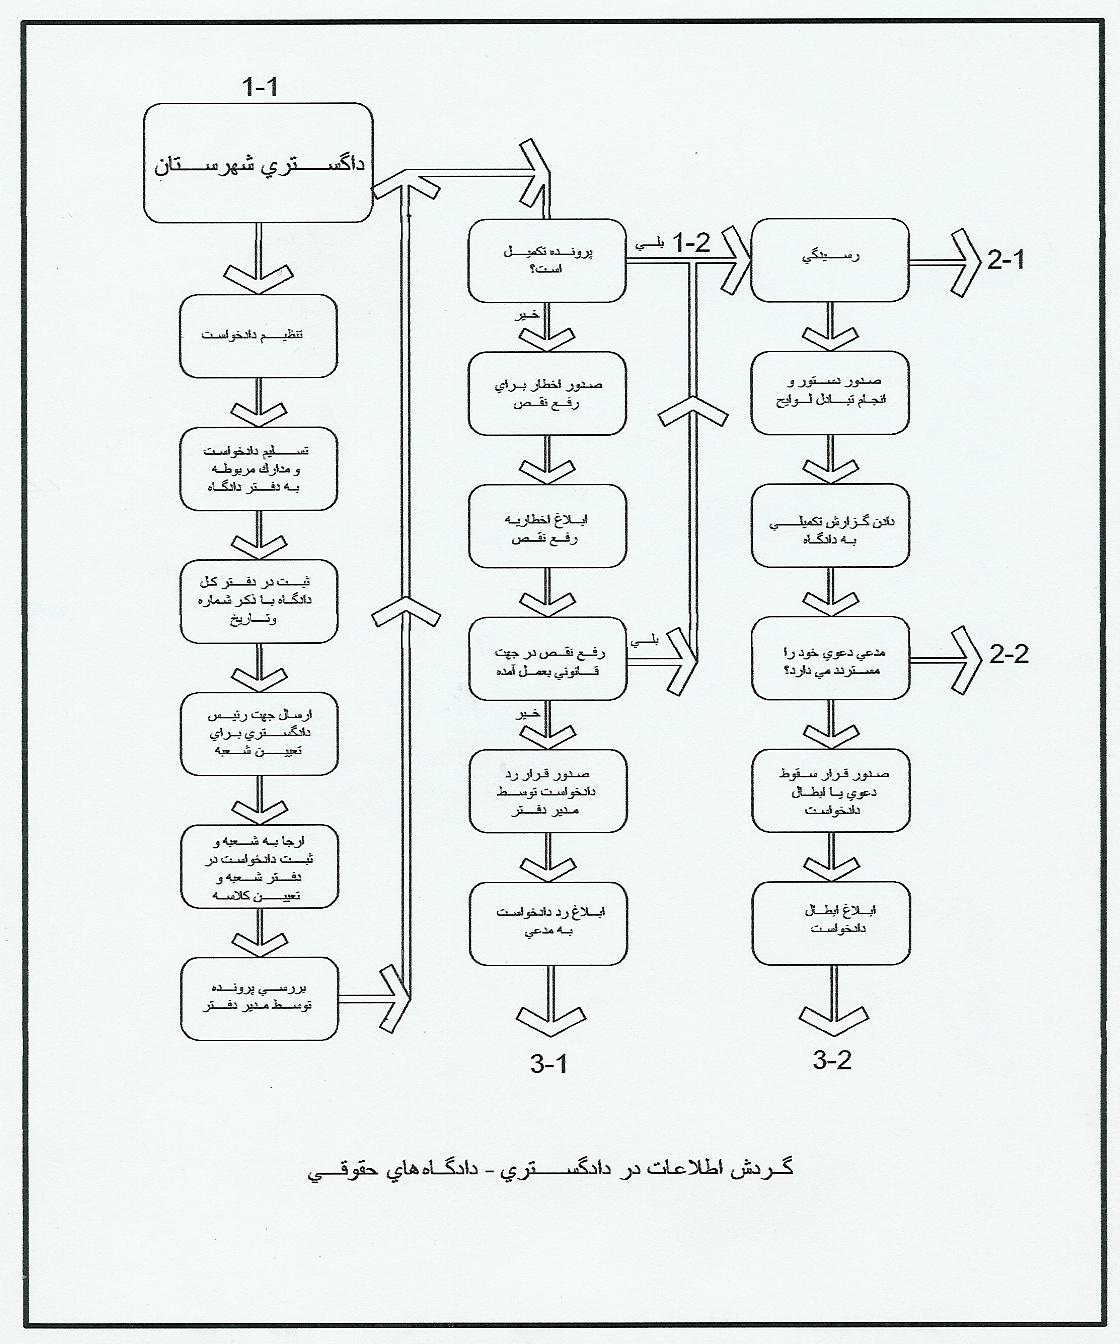 1-1
داگستري شهرستان
تنظيم دادخواست
تسليم دادخواست
و مدارك مربوطه
به دفتر دادگاه
ثبت در دفتر كل
دادگاه با ذكر شماره
وتاريخ
ارسال جهت رئيس
دادگستري براي
تعيين شعبه
ارجا به شعبه و
ثبت دادخواست در
دفتر شعبه و
تعيين كلاسه
بررسي پرونده
توسط مدير دفتر
پرونده تكميل
است؟
بلي
1-2
خير
صدور اخطار براي
رفع نقص
ابلاغ اخطاريه
رفع نقص
رفع نقص در جهت
قانوني بعمل آمده
بلي
خير
صدور قرار رد
دادخواست توسط
مدير دفتر
ابلاغ رد دادخواست
به مدعي
3-1
رسيدگي
2-1
صدور دستور و
انجام تبادل لوايح
دادن گزارش تكميلي
به دادگاه
مدعي دعوي خود را
مسترد مي دارد؟
2-2
صدور قرار سقوط
دعوي يا ابطال
دادخواست
ابلاغ ابطال
دادخواست
3-2
گردش اطلاعات در دادگستري - دادگاه هاي حقوقي